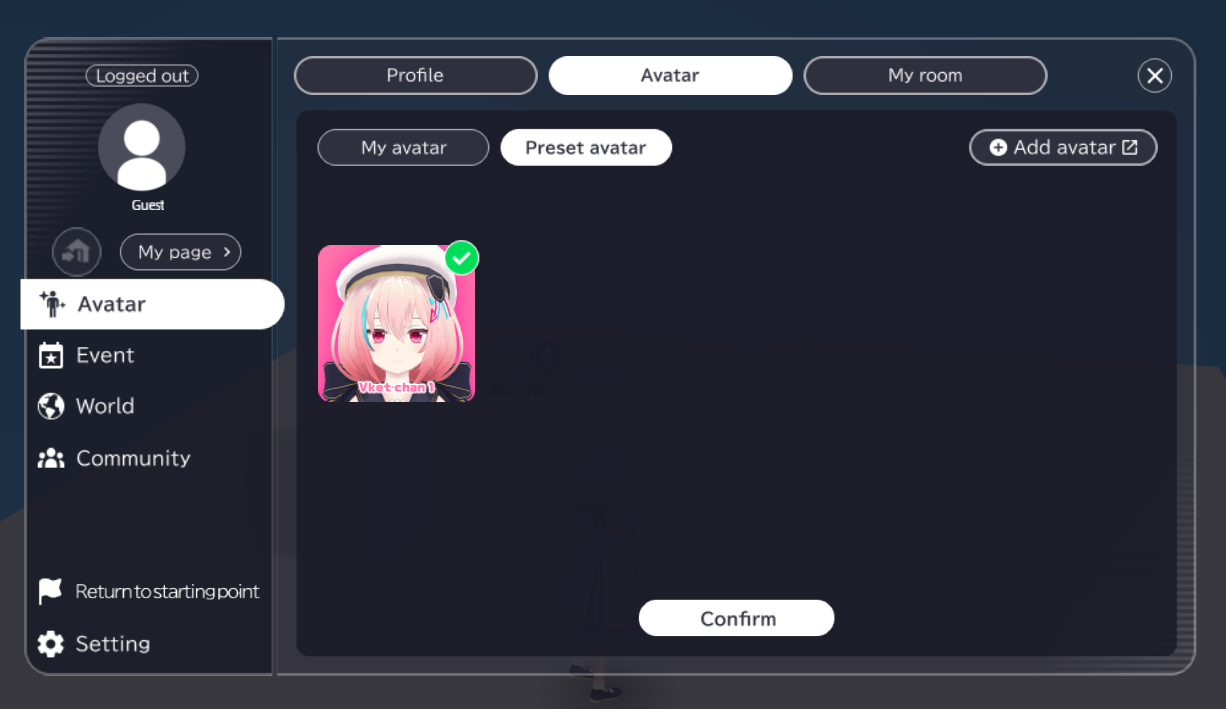 Logged out
Guest
My page
Avatar
Event
World
Community
Return to starting point
Setting
Profile
Avatar
My room
My avatar
Preset avatar
Add avatar
Vket chan 1
Confirm